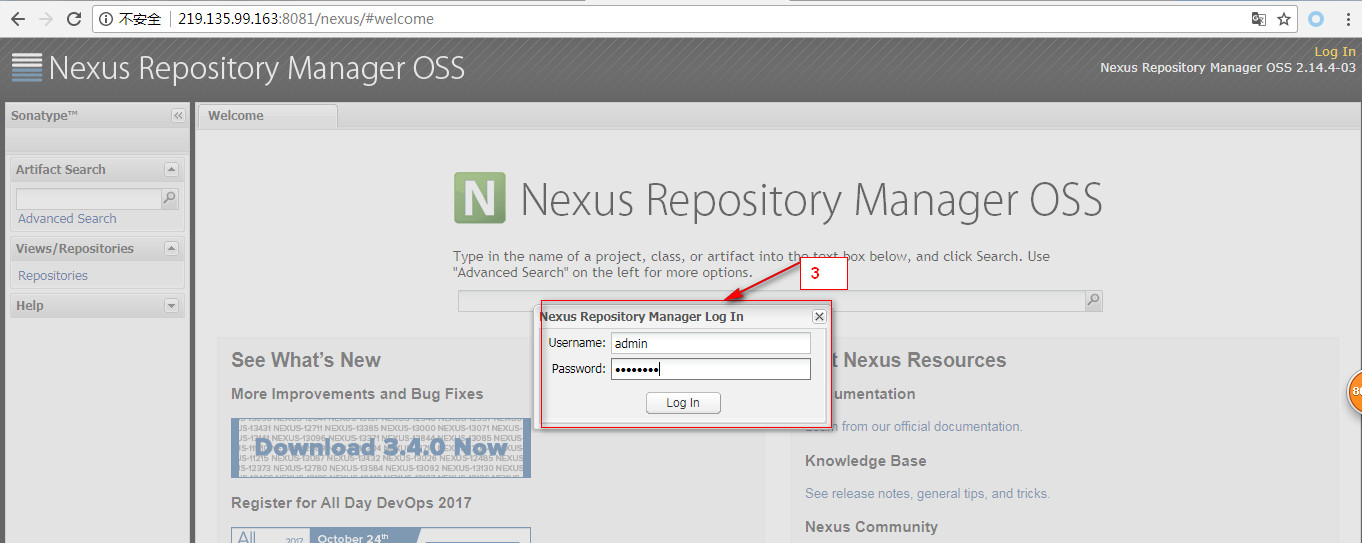 不安全 219.135.99.163:8081/nexus/#welcome
Nexus Repository Manager OSS
Log In
Nexus Repository Manager OSS 2.14.4-03
Sonatype™
Welcome
Artifact Search
Advanced Search
Views/Repositories
Repositories
Help
N Nexus Repository Manager OSS
Type in the name of a project, class, or artifact into the text box below, and click Search. Use
"Advanced Search" on the left for more options.
3
Nexus Repository Manager Log In
Username: admin
Password: ••••••••
Log In
See What's New
More Improvements and Bug Fixes
Download 3.4.0 Now
Register for All Day DevOps 2017
All
2017
October 24th
Nexus Resources
from our official documentation.
Knowledge Base
See release notes, general tips, and tricks.
Nexus Community